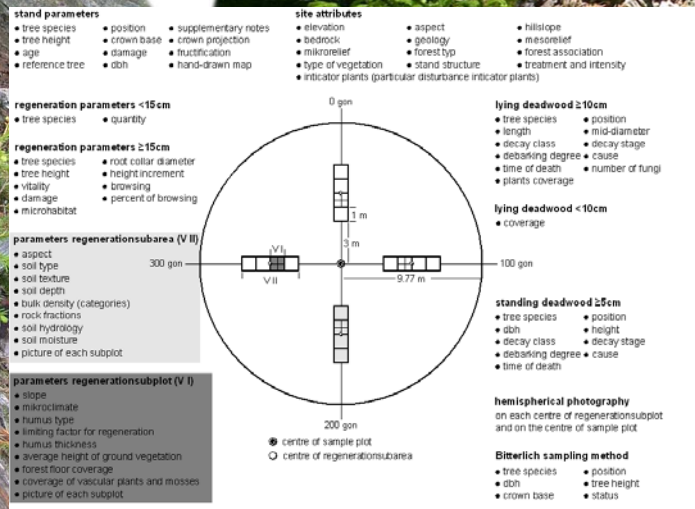 stand parameters
• tree species • position • supplementary notes
• tree height • crown base • crown projection
• age • damage • fructification
• reference tree • dbh • hand-drawn map
site attributes
• elevation • aspect • hillslope
• bedrock • geology • mesorelief
• mikrorelief • forest typ • forest association
• type of vegetation • stand structure • treatment and intensity
• inticator plants (particular disturbance inticator plants)
regeneration parameters <15cm
• tree species • quantity
regeneration parameters ≥15cm
• tree species • root collar diameter
• tree height • height increment
• vitality • browsing
• damage • percent of browsing
• microhabitat
parameters regenerationsubarea (V II)
• aspect
• soil type
• soil texture
• soil depth
• bulk density (categories)
• rock fractions
• soil hydrology
• soil moisture
• picture of each subplot
parameters regenerationsubplot (V I)
• slope
• mikroclimate
• humus type
• limiting factor for regeneration
• humus thickness
• average height of ground vegetation
• forest floor coverage
• coverage of vascular plants and mosses
• picture of each subplot
0 gon
1 m
3 m
VI
300 gon
100 gon
VII
9.77 m
200 gon
centre of sample plot
centre of regenerationsubarea
lying deadwood ≥10cm
• tree species • position
• length • mid-diameter
• decay class • decay stage
• debarking degree • cause
• time of death • number of fungi
• plants coverage
lying deadwood <10cm
• coverage
standing deadwood ≥5cm
• tree species • position
• dbh • height
• decay class • decay stage
• debarking degree • cause
• time of death
hemispherical photography
on each centre of regenerationsubplot
and on the centre of sample plot
Bitterlich sampling method
• tree species • position
• dbh • tree height
• crown base • status